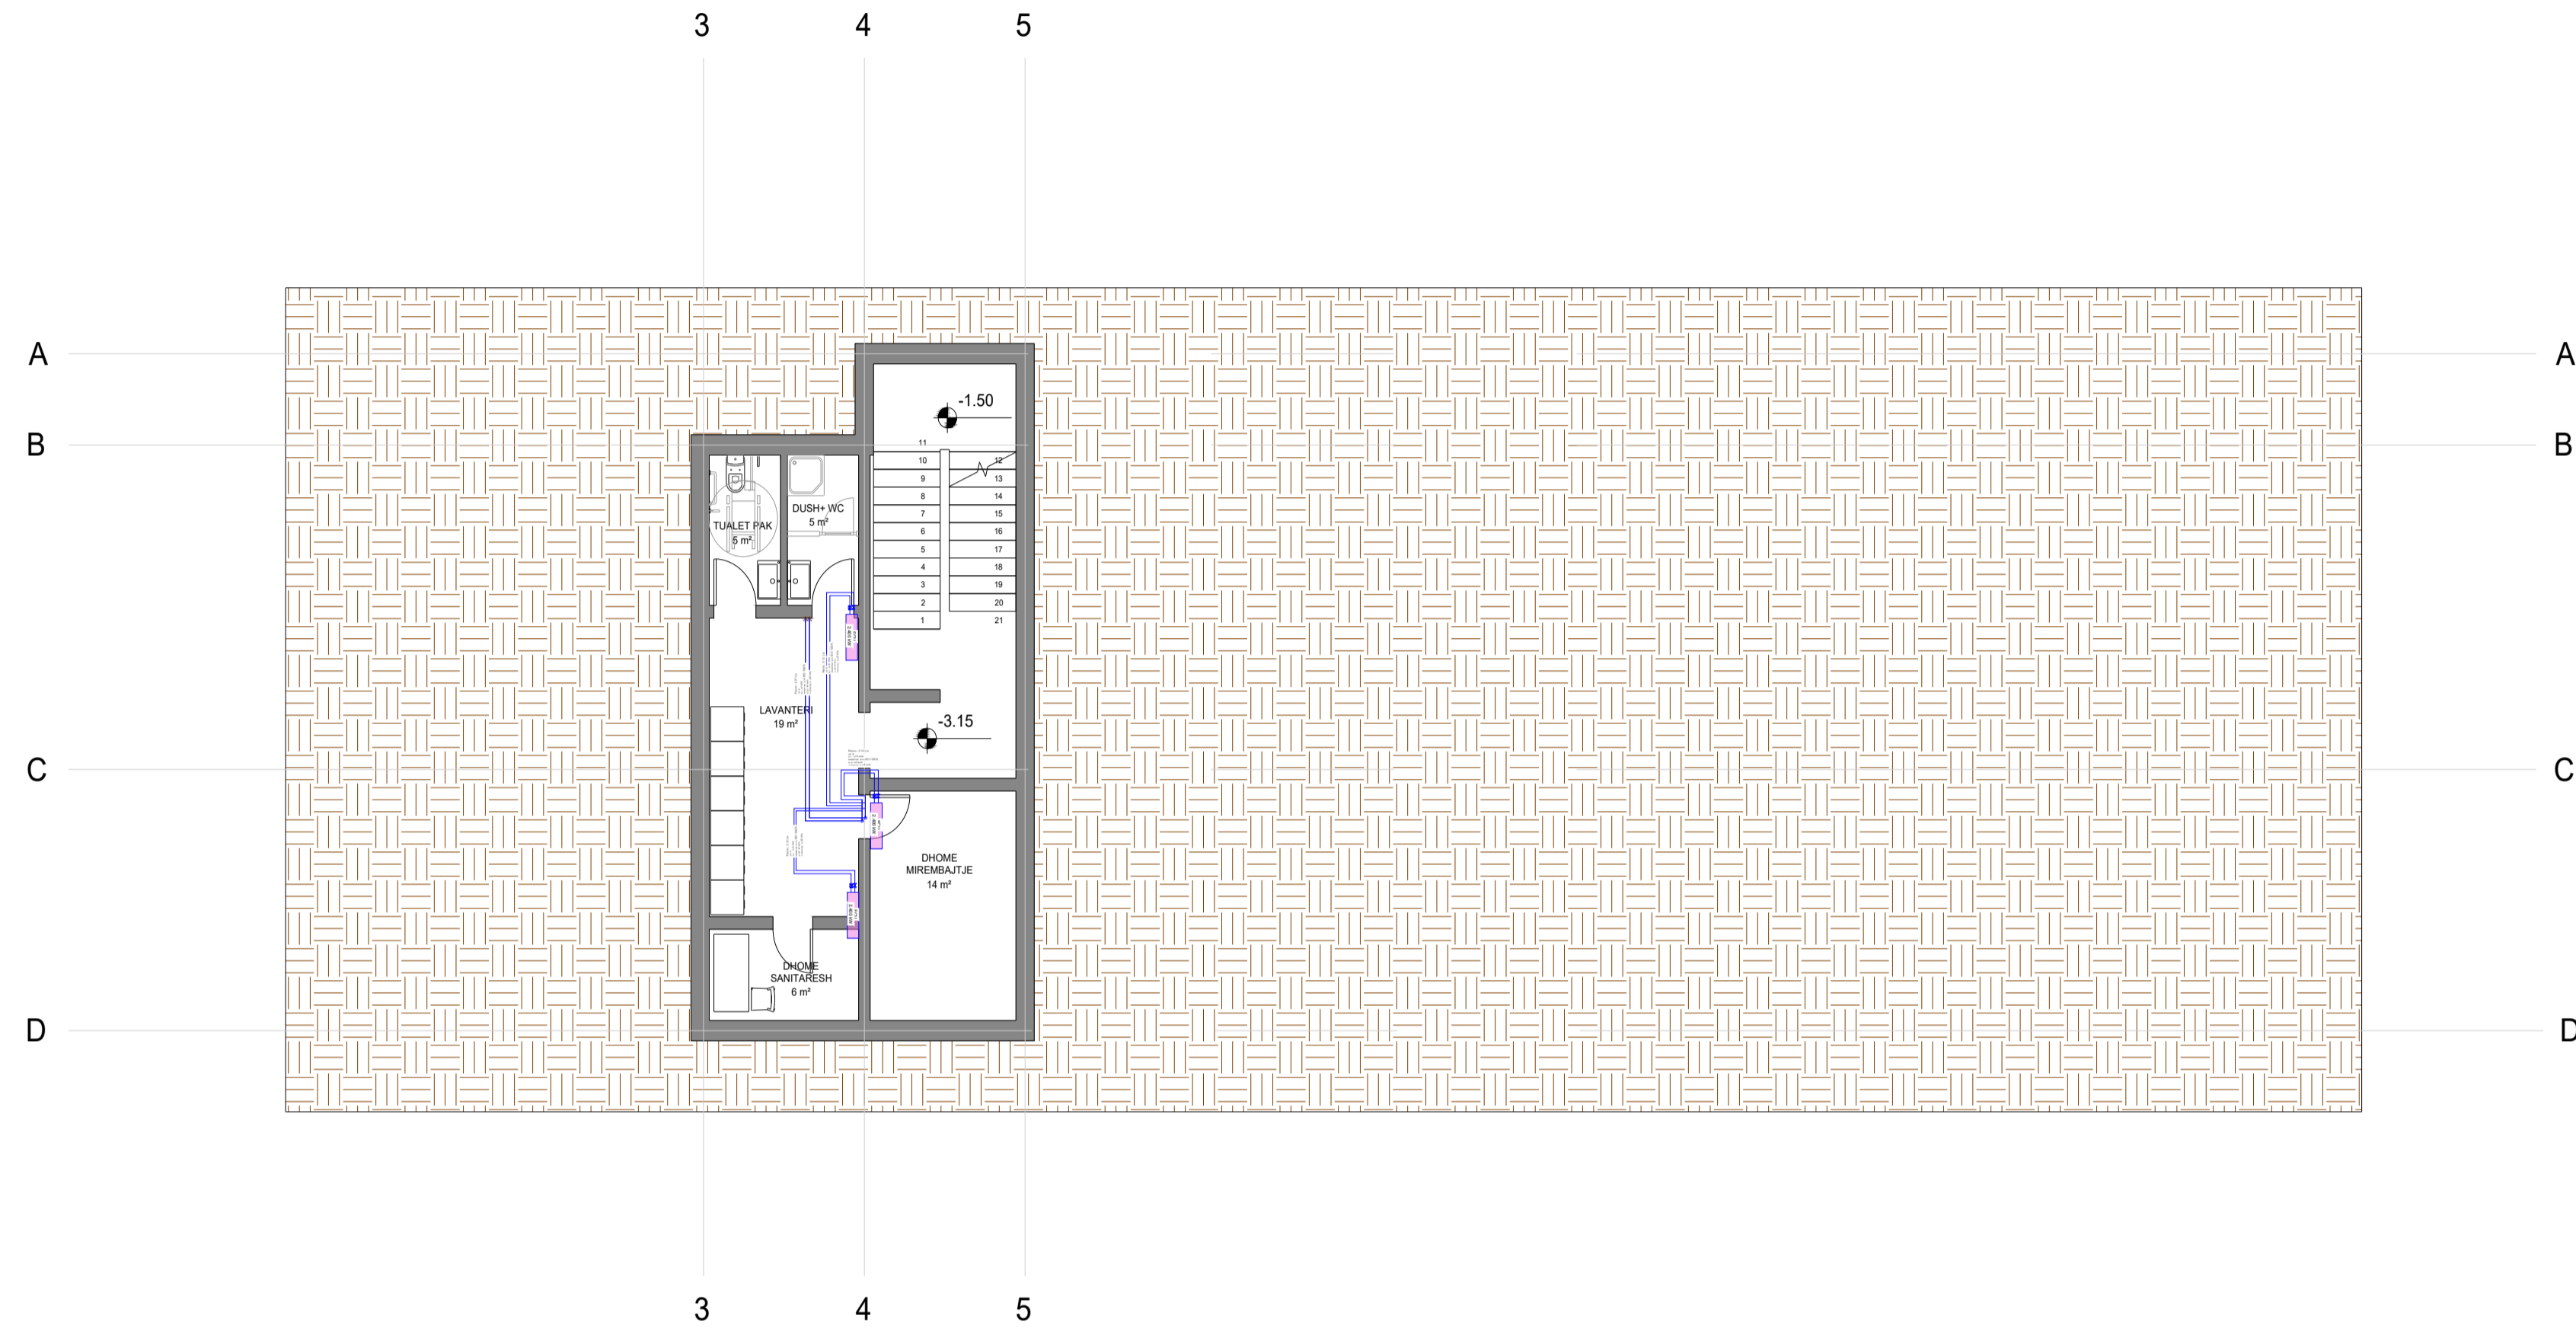 3 4 5
A A
-1.50
B B
11
10 12
9 13
8 14
7 15
6 16
5 17
4 18
3 19
2 20
1 21
DUSH+ WC
5 m²
TUALET PAK
5 m²
LAVANTERI
19 m²
-3.15
C C
DHOME
MIREMBAJTJE
14 m²
DHOME
SANITARESH
6 m²
D D
3 4 5